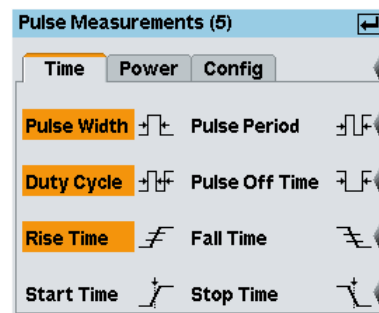 Pulse Measurements (5)
Time Power Config
Pulse Width Pulse Period
Duty Cycle Pulse Off Time
Rise Time Fall Time
Start Time Stop Time